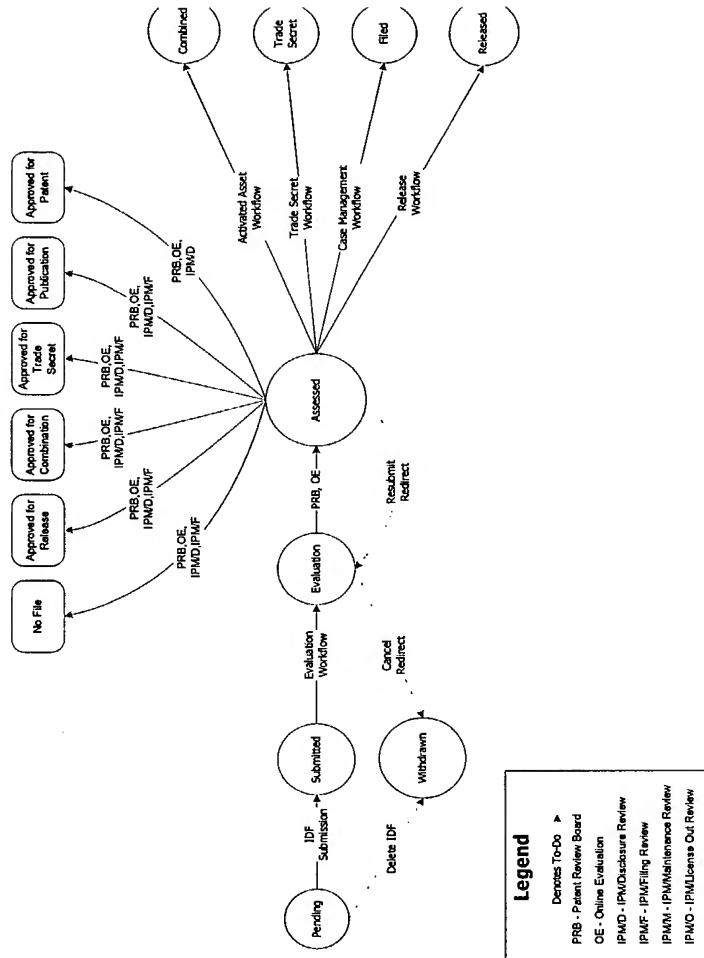 No File
Approved for
Release
Approved for
Combination
Approved for
Trade
Secret
Approved for
Publication
Approved for
Patent
PRB,OE,
IPM/D,IPM/F
PRB,OE,
IPM/D,IPM/F
PRB,OE,
IPM/D,IPM/F
PRB,OE,
IPM/D,IPM/F
PRB,OE,
IPM/D,IPM/F
PRB,OE,
IPM/D
Pending
IDF
Submission
Submitted
Evaluation
Workflow
Evaluation
PRB, OE
Assessed
Delete IDF
Withdrawn
Cancel
Redirect
Resubmit
Redirect
Activated Asset
Workflow
Trade Secret
Workflow
Case Management
Workflow
Release
Workflow
Combined
Trade
Secret
Filed
Released
Legend
Denotes To-Do
PRB - Patent Review Board
OE - Online Evaluation
IPM/D - IPM/Disclosure Review
IPM/F - IPM/Filing Review
IPM/M - IPM/Maintenance Review
IPM/O - IPM/License Out Review